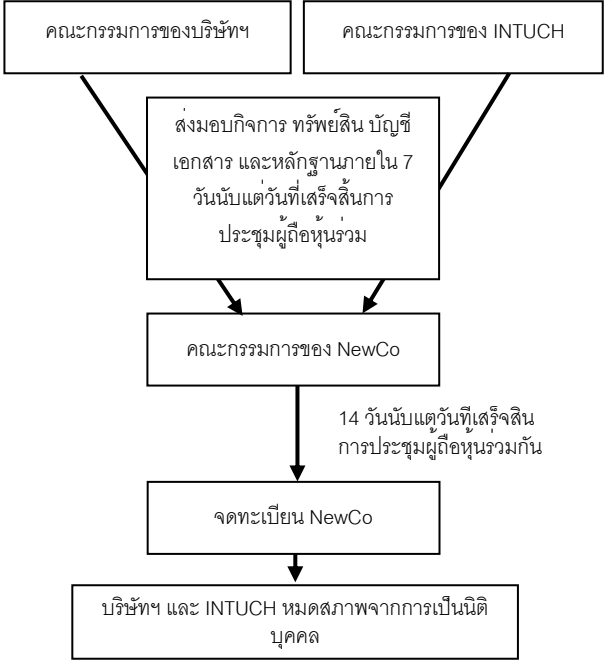 คณะกรรมการของบริษัทฯ
คณะกรรมการของ INTUCH
ส่งมอบกิจการ ทรัพย์สิน บัญชี
เอกสาร และหลักฐานภายใน 7
วันนับแต่วันที่เสร็จสิ้นการ
ประชุมผู้ถือหุ้นร่วม
คณะกรรมการของ NewCo
14 วันนับแตวันทีเสร็จสิน
การประชุมผู้ถือหุ้นร่วมกัน
จดทะเบียน NewCo
บริษัทฯ และ INTUCH หมดสภาพจากการเป็นนิติ
บุคคล